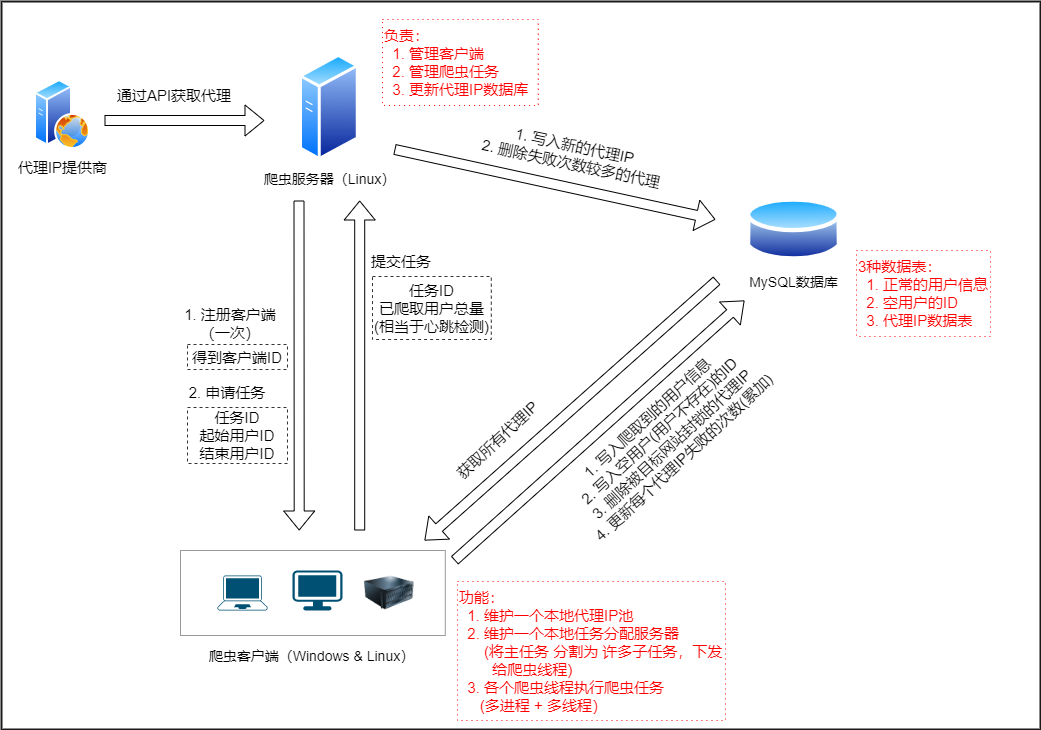 负责：
1. 管理客户端
2. 管理爬虫任务
3. 更新代理IP数据库
通过API获取代理
代理IP提供商
爬虫服务器（Linux）
1. 写入新的代理IP
2. 删除失败次数较多的代理
MySQL数据库
3种数据表：
1. 正常的用户信息
2. 空用户的ID
3. 代理IP数据表
提交任务
任务ID
已爬取用户总量
(相当于心跳检测)
1. 注册客户端
(一次)
得到客户端ID
2. 申请任务
任务ID
起始用户ID
结束用户ID
获取所有代理IP
1. 写入爬取到的用户信息
2. 写入空用户(用户不存在)的ID
3. 删除被目标网站封锁的代理IP
4. 更新每个代理IP失败的次数(累加)
爬虫客户端（Windows & Linux）
功能：
1. 维护一个本地代理IP池
2. 维护一个本地任务分配服务器
(将主任务 分割为 许多子任务，下发
给爬虫线程)
3. 各个爬虫线程执行爬虫任务
(多进程 + 多线程)